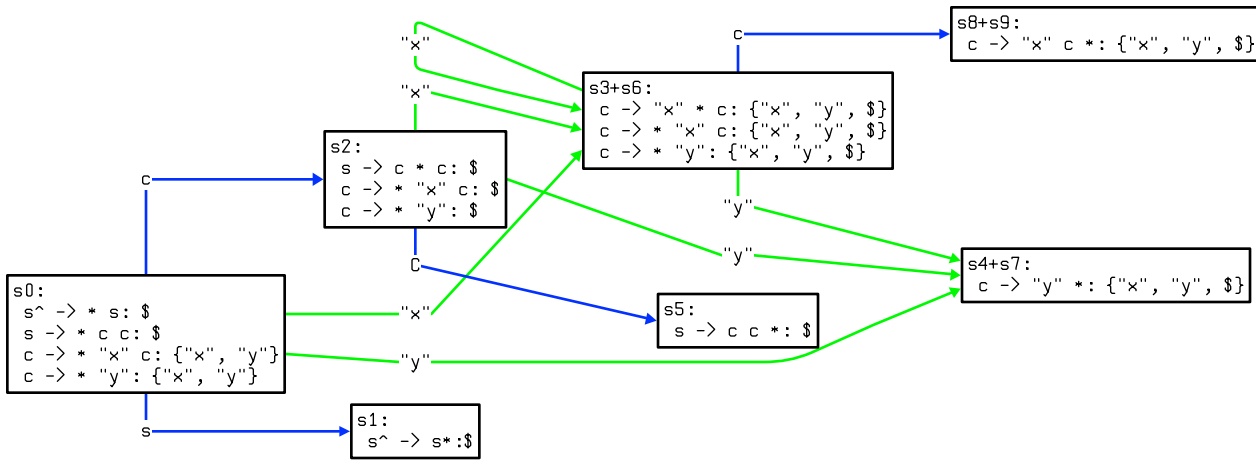 s8+s9:
c -> "x" c *: {"x", "y", $}
c
"x"
"x"
s3+s6:
c -> "x" * c: {"x", "y", $}
c -> * "x" c: {"x", "y", $}
c -> * "y": {"x", "y", $}
s2:
s -> c * c: $
c -> * "x" c: $
c -> * "y": $
c
"y"
"y"
C
s4+s7:
c -> "y" *: {"x", "y", $}
s0:
s^ -> * s: $
s -> * c c: $
c -> * "x" c: {"x", "y"}
c -> * "y": {"x", "y"}
"x"
"y"
s5:
s -> c c *: $
s
s1:
s^ -> s*:$